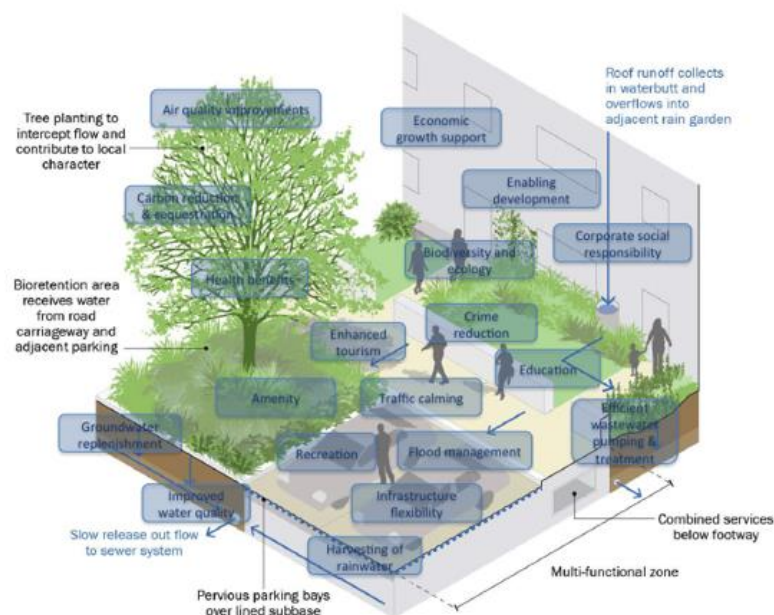 Roof runoff collects
in waterbutt and
overflows into
adjacent rain garden
Air quality improvements
Tree planting to
intercept flow and
contribute to local
character
Economic
growth support
Enabling
development
Carbon reduction
& sequestration
Corporate social
responsibility
Biodiversity and
ecology
Health benefits
Bioretention area
receives water
from road
carriageway and
adjacent parking
Crime
reduction
Enhanced
tourism
Education
Amenity
Traffic calming
Groundwater
replenishment
Efficient
wastewater
pumping &
treatment
Recreation
Flood management
Improved
water quality
Infrastructure
flexibility
Slow release out flow
to sewer system
Combined services
below footway
Harvesting of
rainwater
Multi-functional zone
Pervious parking bays
over lined subbase